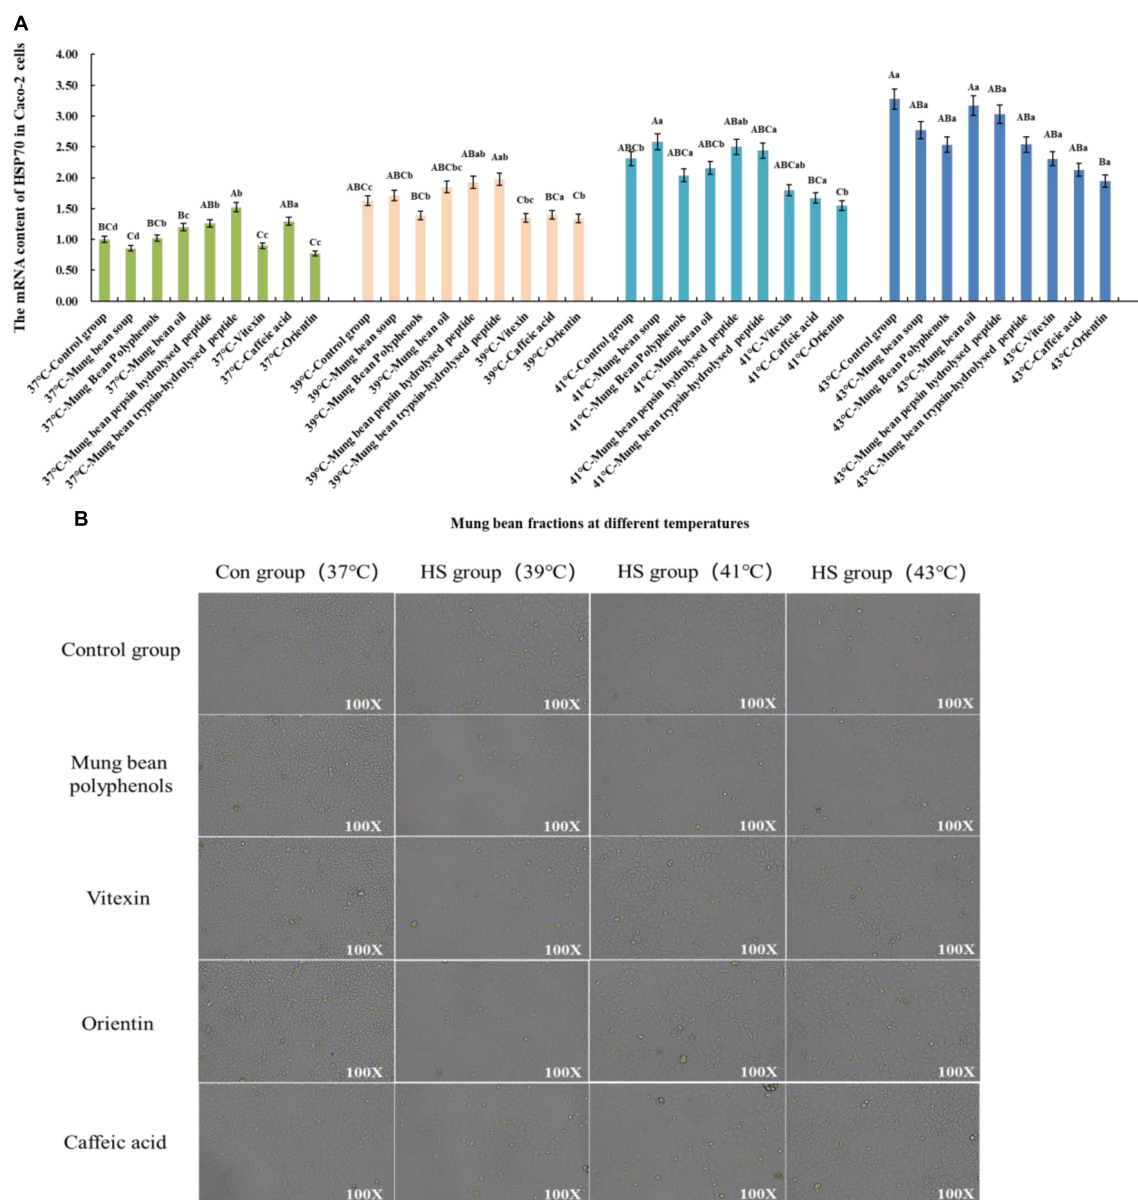 A
The mRNA content of HSP70 in Caco-2 cells
4.00
3.50
3.00
2.50
2.00
1.50
1.00
0.50
0.00
BCd
Cd
BCb
Bc
ABb
Ab
Cc
ABa
Cc
ABCc
ABCb
BCb
ABCbc
ABab
Aab
Cbc
BCa
Cb
ABCb
Aa
ABCa
ABCb
ABab
ABCa
ABCab
BCa
Cb
Aa
ABa
ABa
Aa
ABa
ABa
ABa
ABa
Ba
37°C-Control group
37°C-Mung bean soup
37°C-Mung Bean Polyphenols
37°C-Mung bean oil
37°C-Mung bean pepsin hydrolysed peptide
37°C-Mung bean trypsin-hydrolysed peptide
37°C-Vitexin
37°C-Caffeic acid
37°C-Orientin
39°C-Control group
39°C-Mung bean soup
39°C-Mung Bean Polyphenols
39°C-Mung bean oil
39°C-Mung bean pepsin hydrolysed peptide
39°C-Mung bean trypsin-hydrolysed peptide
39°C-Vitexin
39°C-Caffeic acid
39°C-Orientin
41°C-Control group
41°C-Mung bean soup
41°C-Mung Bean Polyphenols
41°C-Mung bean oil
41°C-Mung bean pepsin hydrolysed peptide
41°C-Mung bean trypsin-hydrolysed peptide
41°C-Vitexin
41°C-Caffeic acid
41°C-Orientin
43°C-Control group
43°C-Mung bean soup
43°C-Mung Bean Polyphenols
43°C-Mung bean oil
43°C-Mung bean pepsin hydrolysed peptide
43°C-Mung bean trypsin-hydrolysed peptide
43°C-Vitexin
43°C-Caffeic acid
43°C-Orientin
Mung bean fractions at different temperatures
B
Con group (37°C)
HS group (39°C)
HS group (41°C)
HS group (43°C)
Control group
100X
100X
100X
100X
Mung bean
polyphenols
100X
100X
100X
100X
Vitexin
100X
100X
100X
100X
Orientin
100X
100X
100X
100X
Caffeic acid
100X
100X
100X
100X